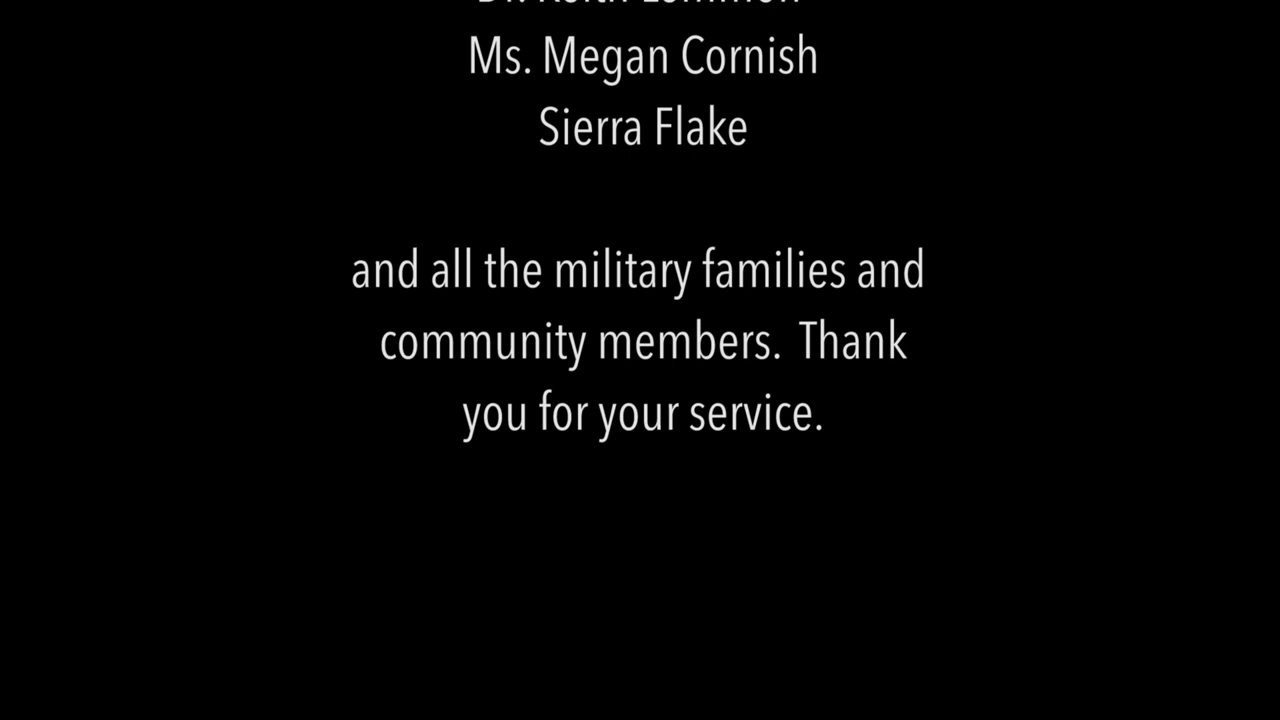 Ms. Megan Cornish
Sierra Flake
and all the military families and
community members. Thank
you for your service.